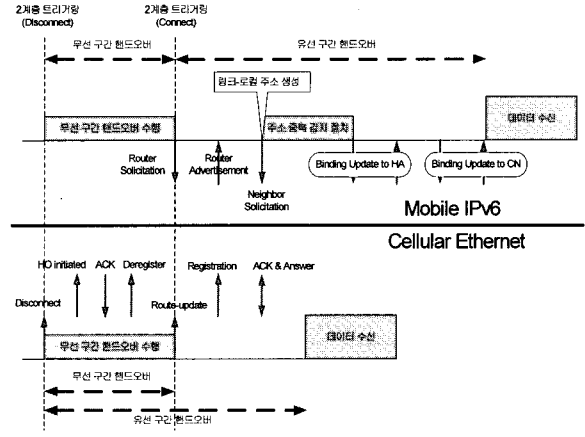 2계층 트리거링
(Disconnect)
2계층 트리거링
(Connect)
무선 구간 핸드오버
유선 구간 핸드오버
링크-로컬 주소 생성
무선 구간 핸드오버 수행
주소 중복 감지 절차
데이터 수신
Router
Solicitation
Router
Advertisement
Binding Update to HA
Binding Update to CN
Neighbor
Solicitation
Mobile IPv6
Cellular Ethernet
HO initiated
ACK
Deregister
Registration
ACK & Answer
Disconnect
Route-update
무선 구간 핸드오버 수행
데이터 수신
무선 구간 핸드오버
유선 구간 핸드오버